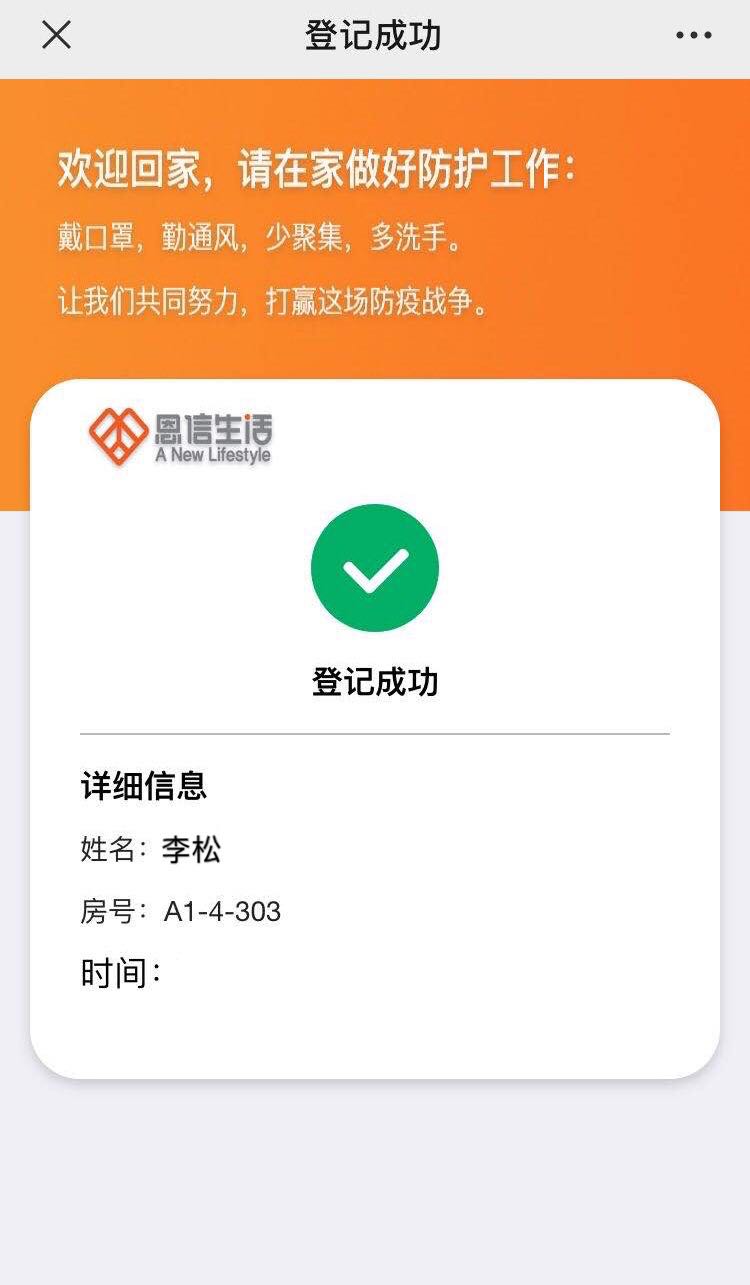 登记成功
欢迎回家，请在家做好防护工作：
戴口罩，勤通风，少聚集，多洗手。
让我们共同努力，打赢这场防疫战争。
恩信生活
A New Lifestyle
登记成功
详细信息
姓名：李松
房号：A1-4-303
时间：